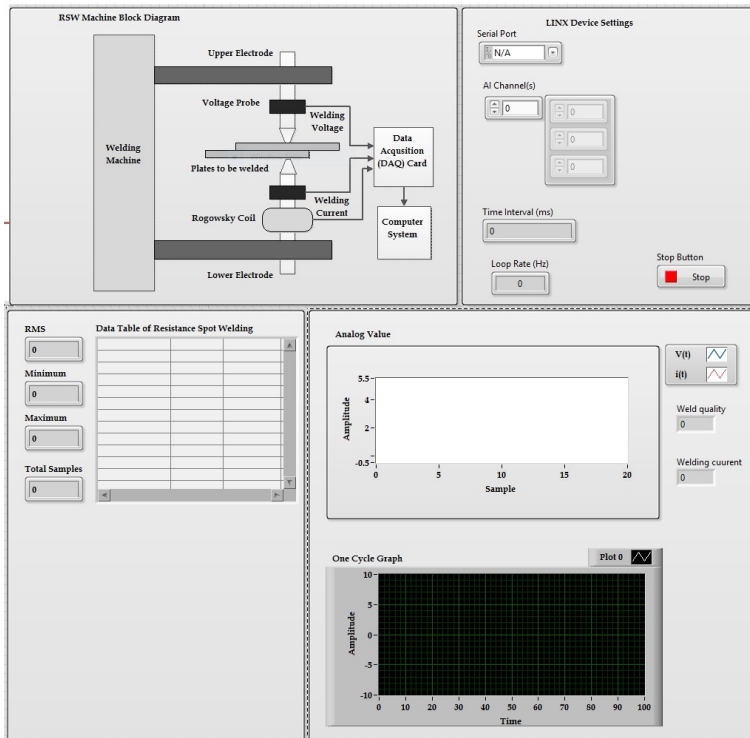 RSW Machine Block Diagram
Upper Electrode
Voltage Probe
Welding
Voltage
Welding
Machine
Data
Acqusition
(DAQ) Card
Plates to be welded
Welding
Current
Rogowsky Coil
Computer
System
Lower Electrode
LINX Device Settings
Serial Port
N/A
AI Channel(s)
0
0
0
0
Time Interval (ms)
0
Loop Rate (Hz)
0
Stop Button
Stop
RMS
0
Minimum
0
Maximum
0
Total Samples
0
Data Table of Resistance Spot Welding
Analog Value
Amplitude
5.5
4
2
-0.5
0 5 10 15 20
Sample
V(t)
i(t)
Weld quality
0
Welding cuurent
0
One Cycle Graph
Plot 0
Amplitude
10
5
0
-5
-10
0 10 20 30 40 50 60 70 80 90 100
Time